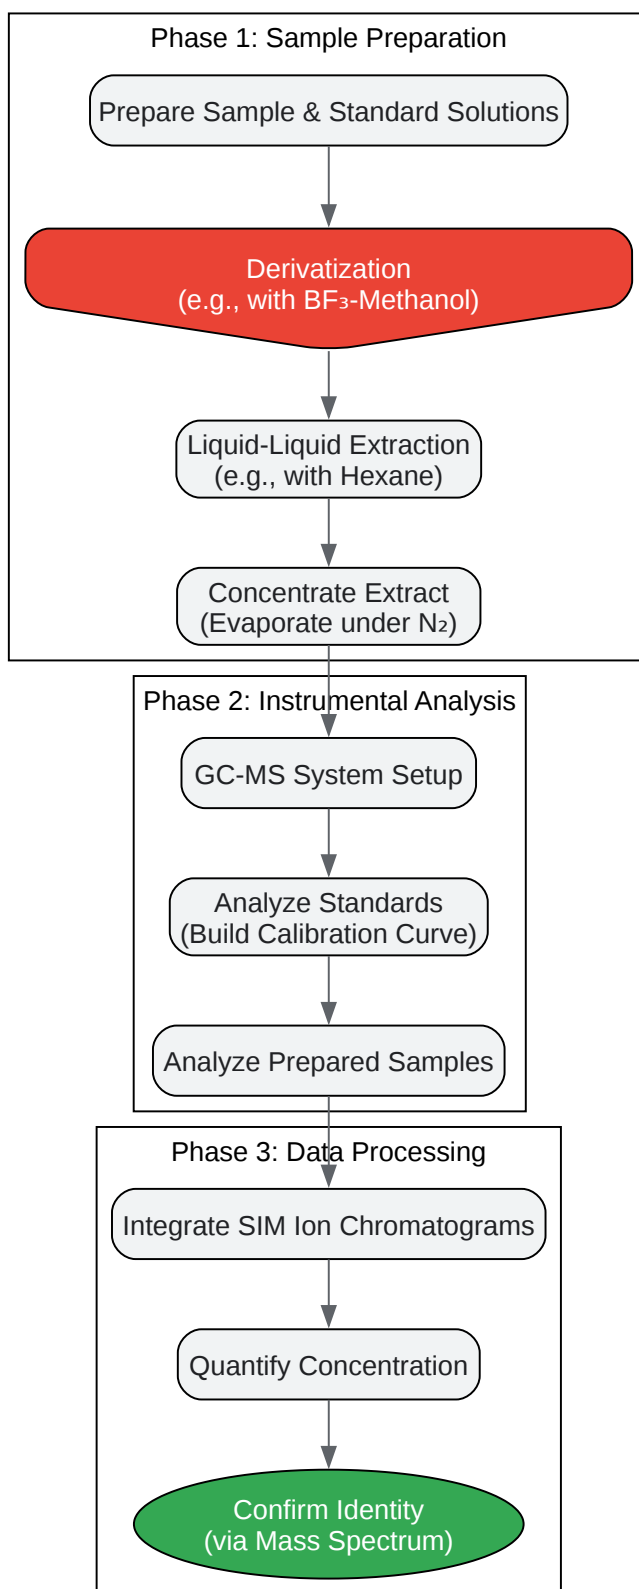 Phase 1: Sample Preparation
Prepare Sample & Standard Solutions
Derivatization
(e.g., with BF₃-Methanol)
Liquid-Liquid Extraction
(e.g., with Hexane)
Concentrate Extract
(Evaporate under N₂)
Phase 2: Instrumental Analysis
GC-MS System Setup
Analyze Standards
(Build Calibration Curve)
Analyze Prepared Samples
Phase 3: Data Processing
Integrate SIM Ion Chromatograms
Quantify Concentration
Confirm Identity
(via Mass Spectrum)